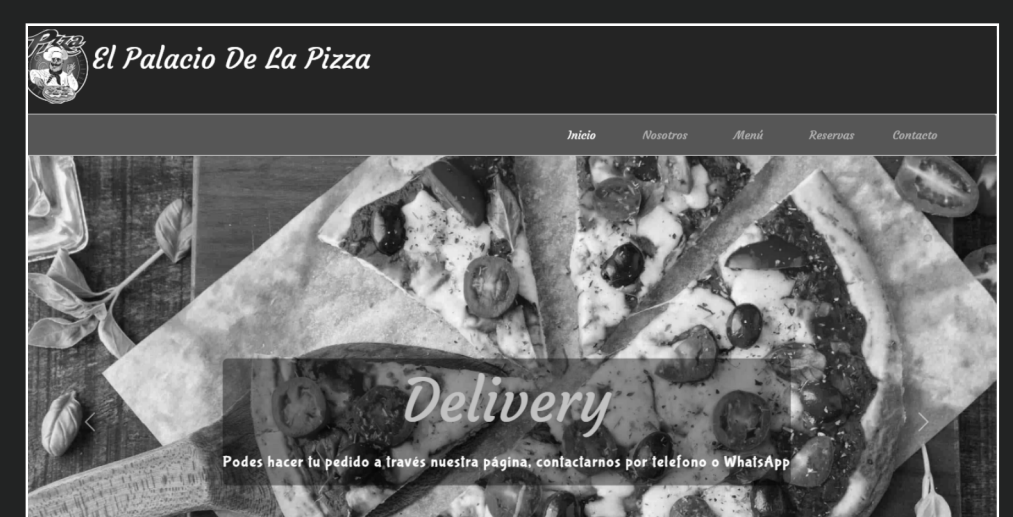 Pizza
El Palacio De La Pizza
Inicio Nosotros Menú Reservas Contacto
Delivery
Podes hacer tu pedido a través nuestra página, contactarnos por telefono o WhatsApp